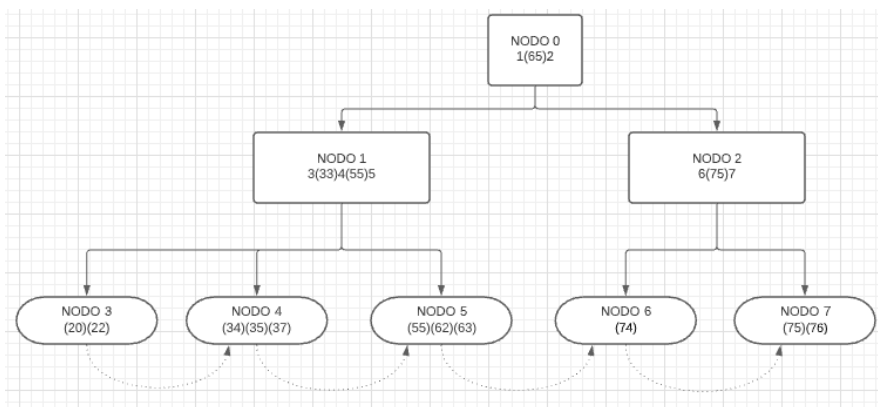 NODO 0
1(65)2
NODO 1
3(33)4(55)5
NODO 2
6(75)7
NODO 3
(20)(22)
NODO 4
(34)(35)(37)
NODO 5
(55)(62)(63)
NODO 6
(74)
NODO 7
(75)(76)